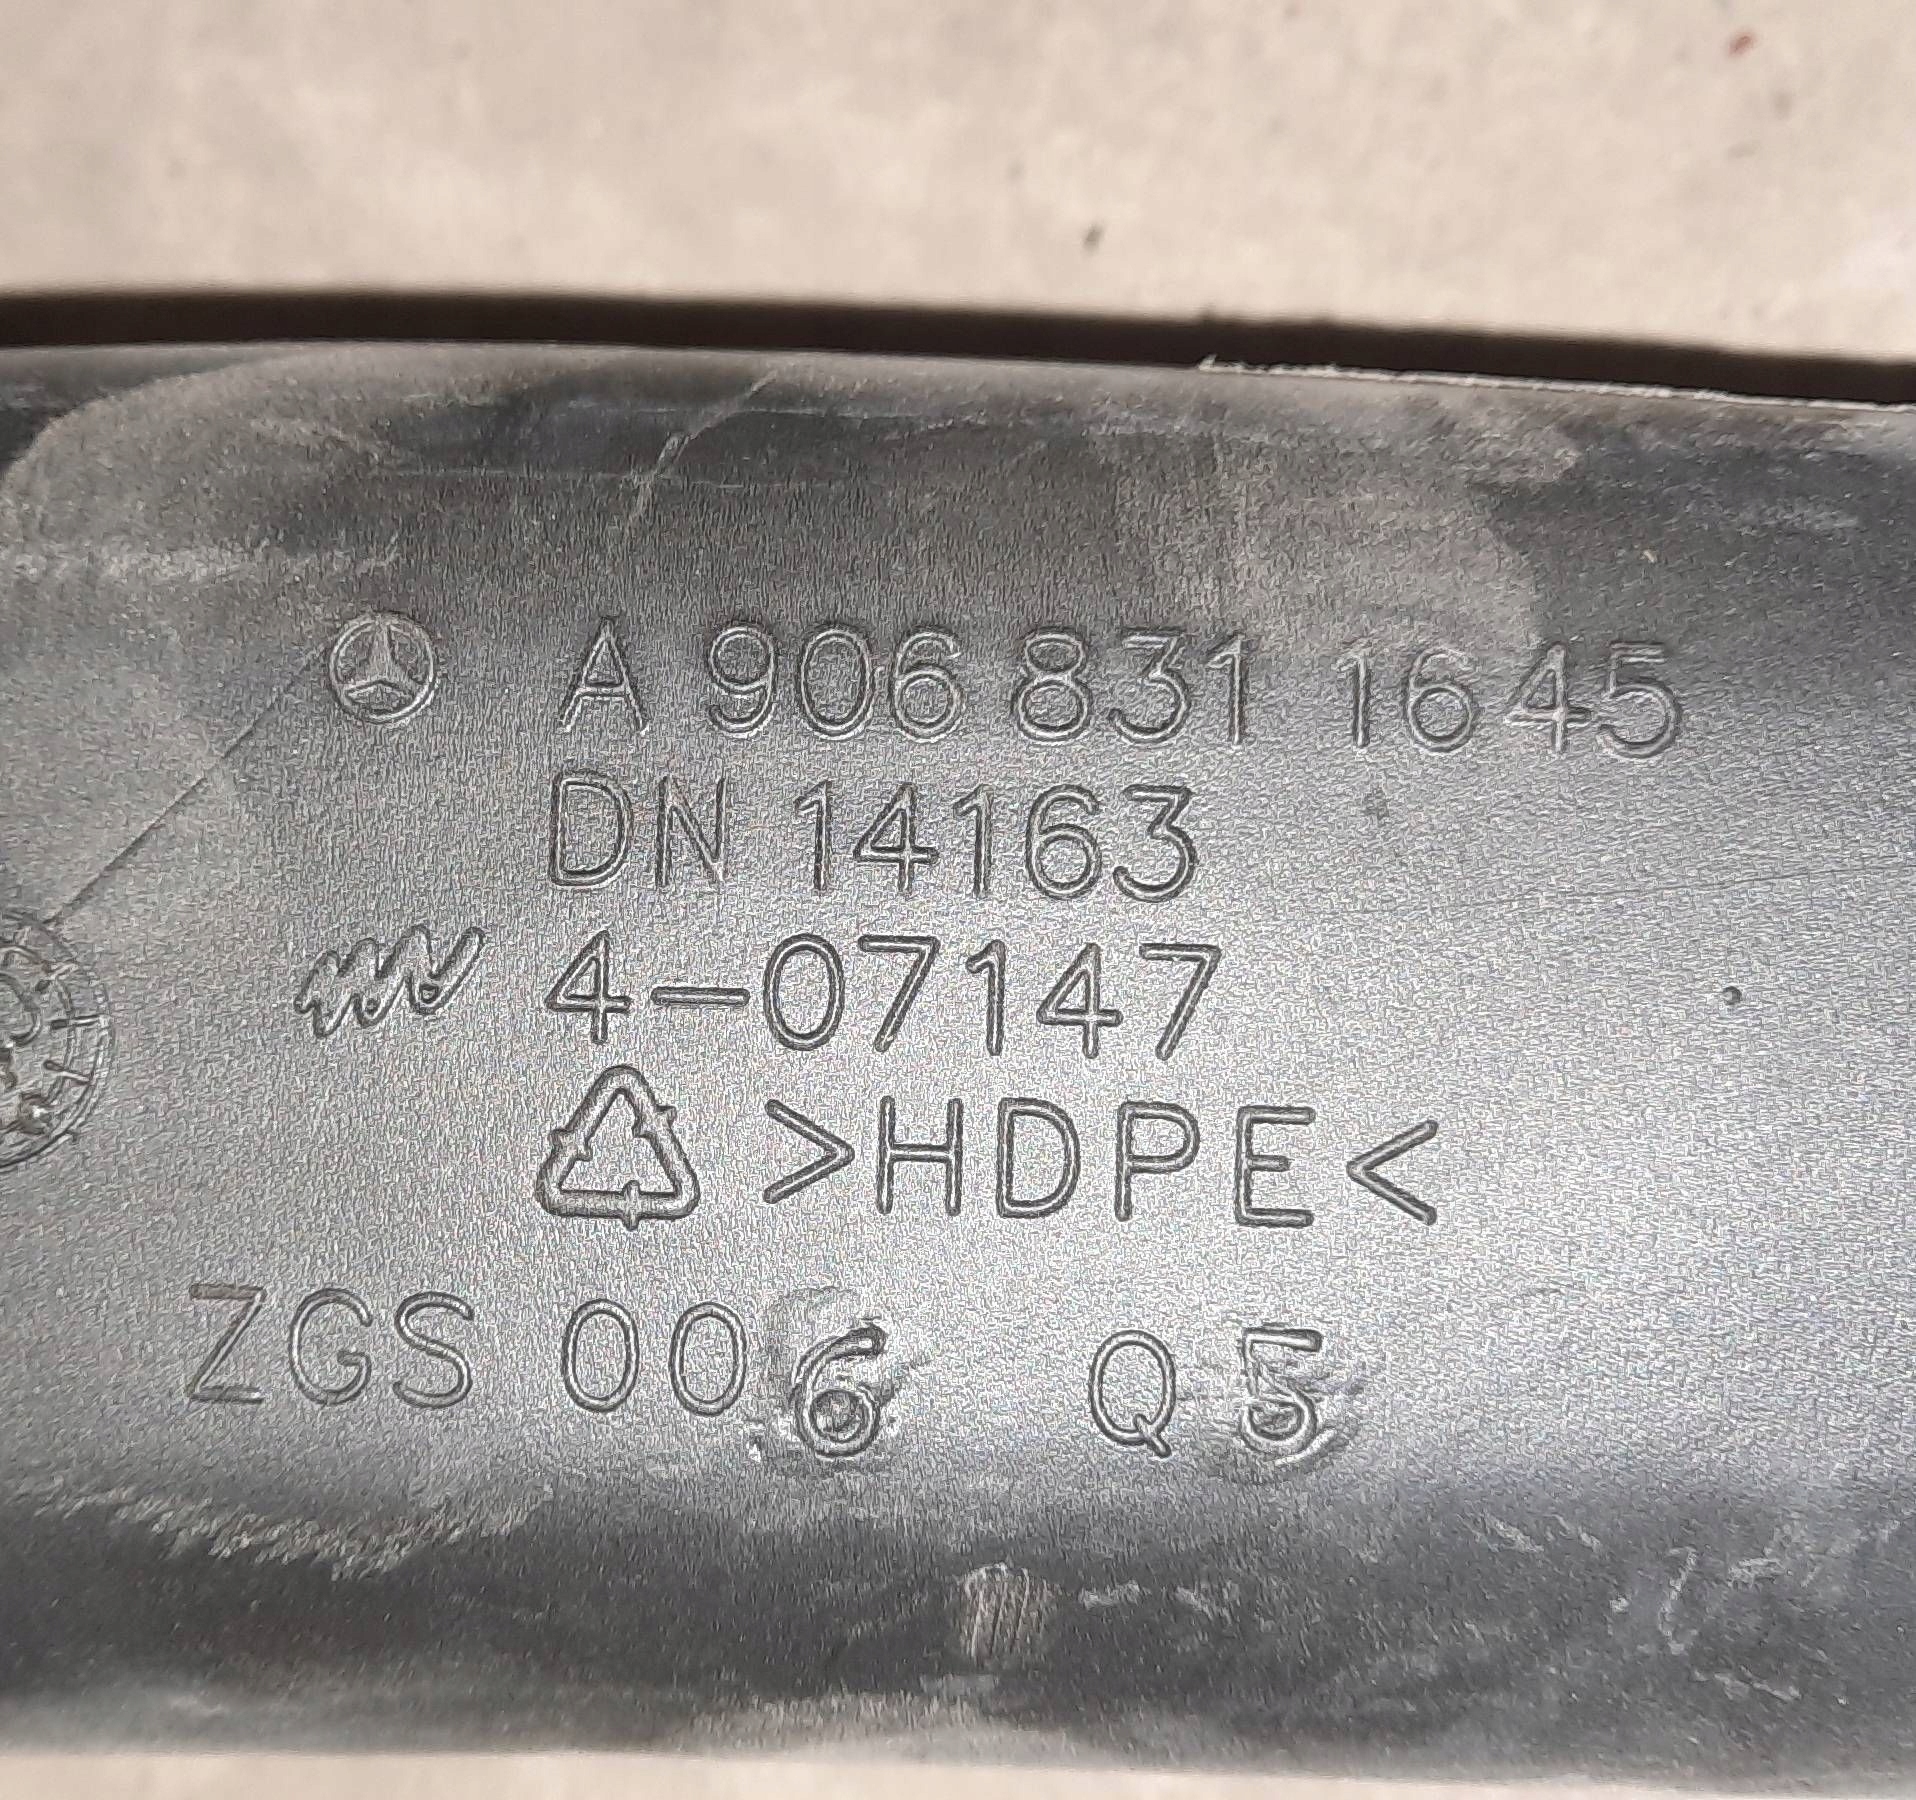 A 906 831 1645
DN 14163
4-07147
>HDPE<
ZGS 006 Q5